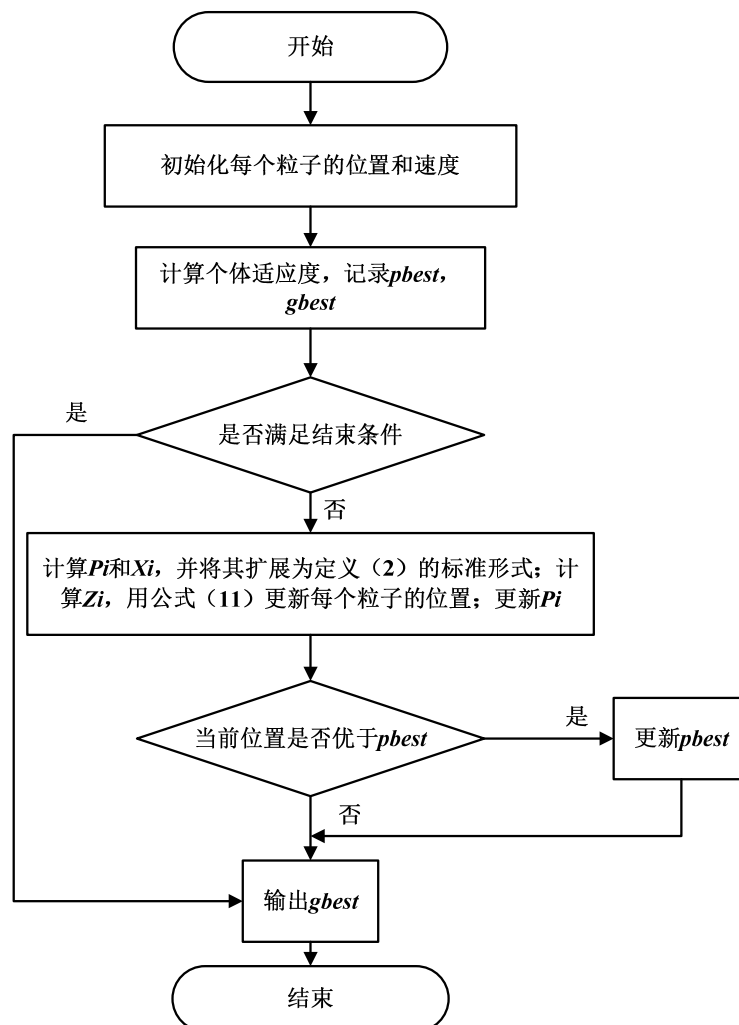 开始
初始化每个粒子的位置和速度
计算个体适应度，记录pbest，
gbest
是
是否满足结束条件
否
计算Pi和Xi，并将其扩展为定义（2）的标准形式；计
算Zi，用公式（11）更新每个粒子的位置；更新Pi
当前位置是否优于pbest
是
更新pbest
否
输出gbest
结束